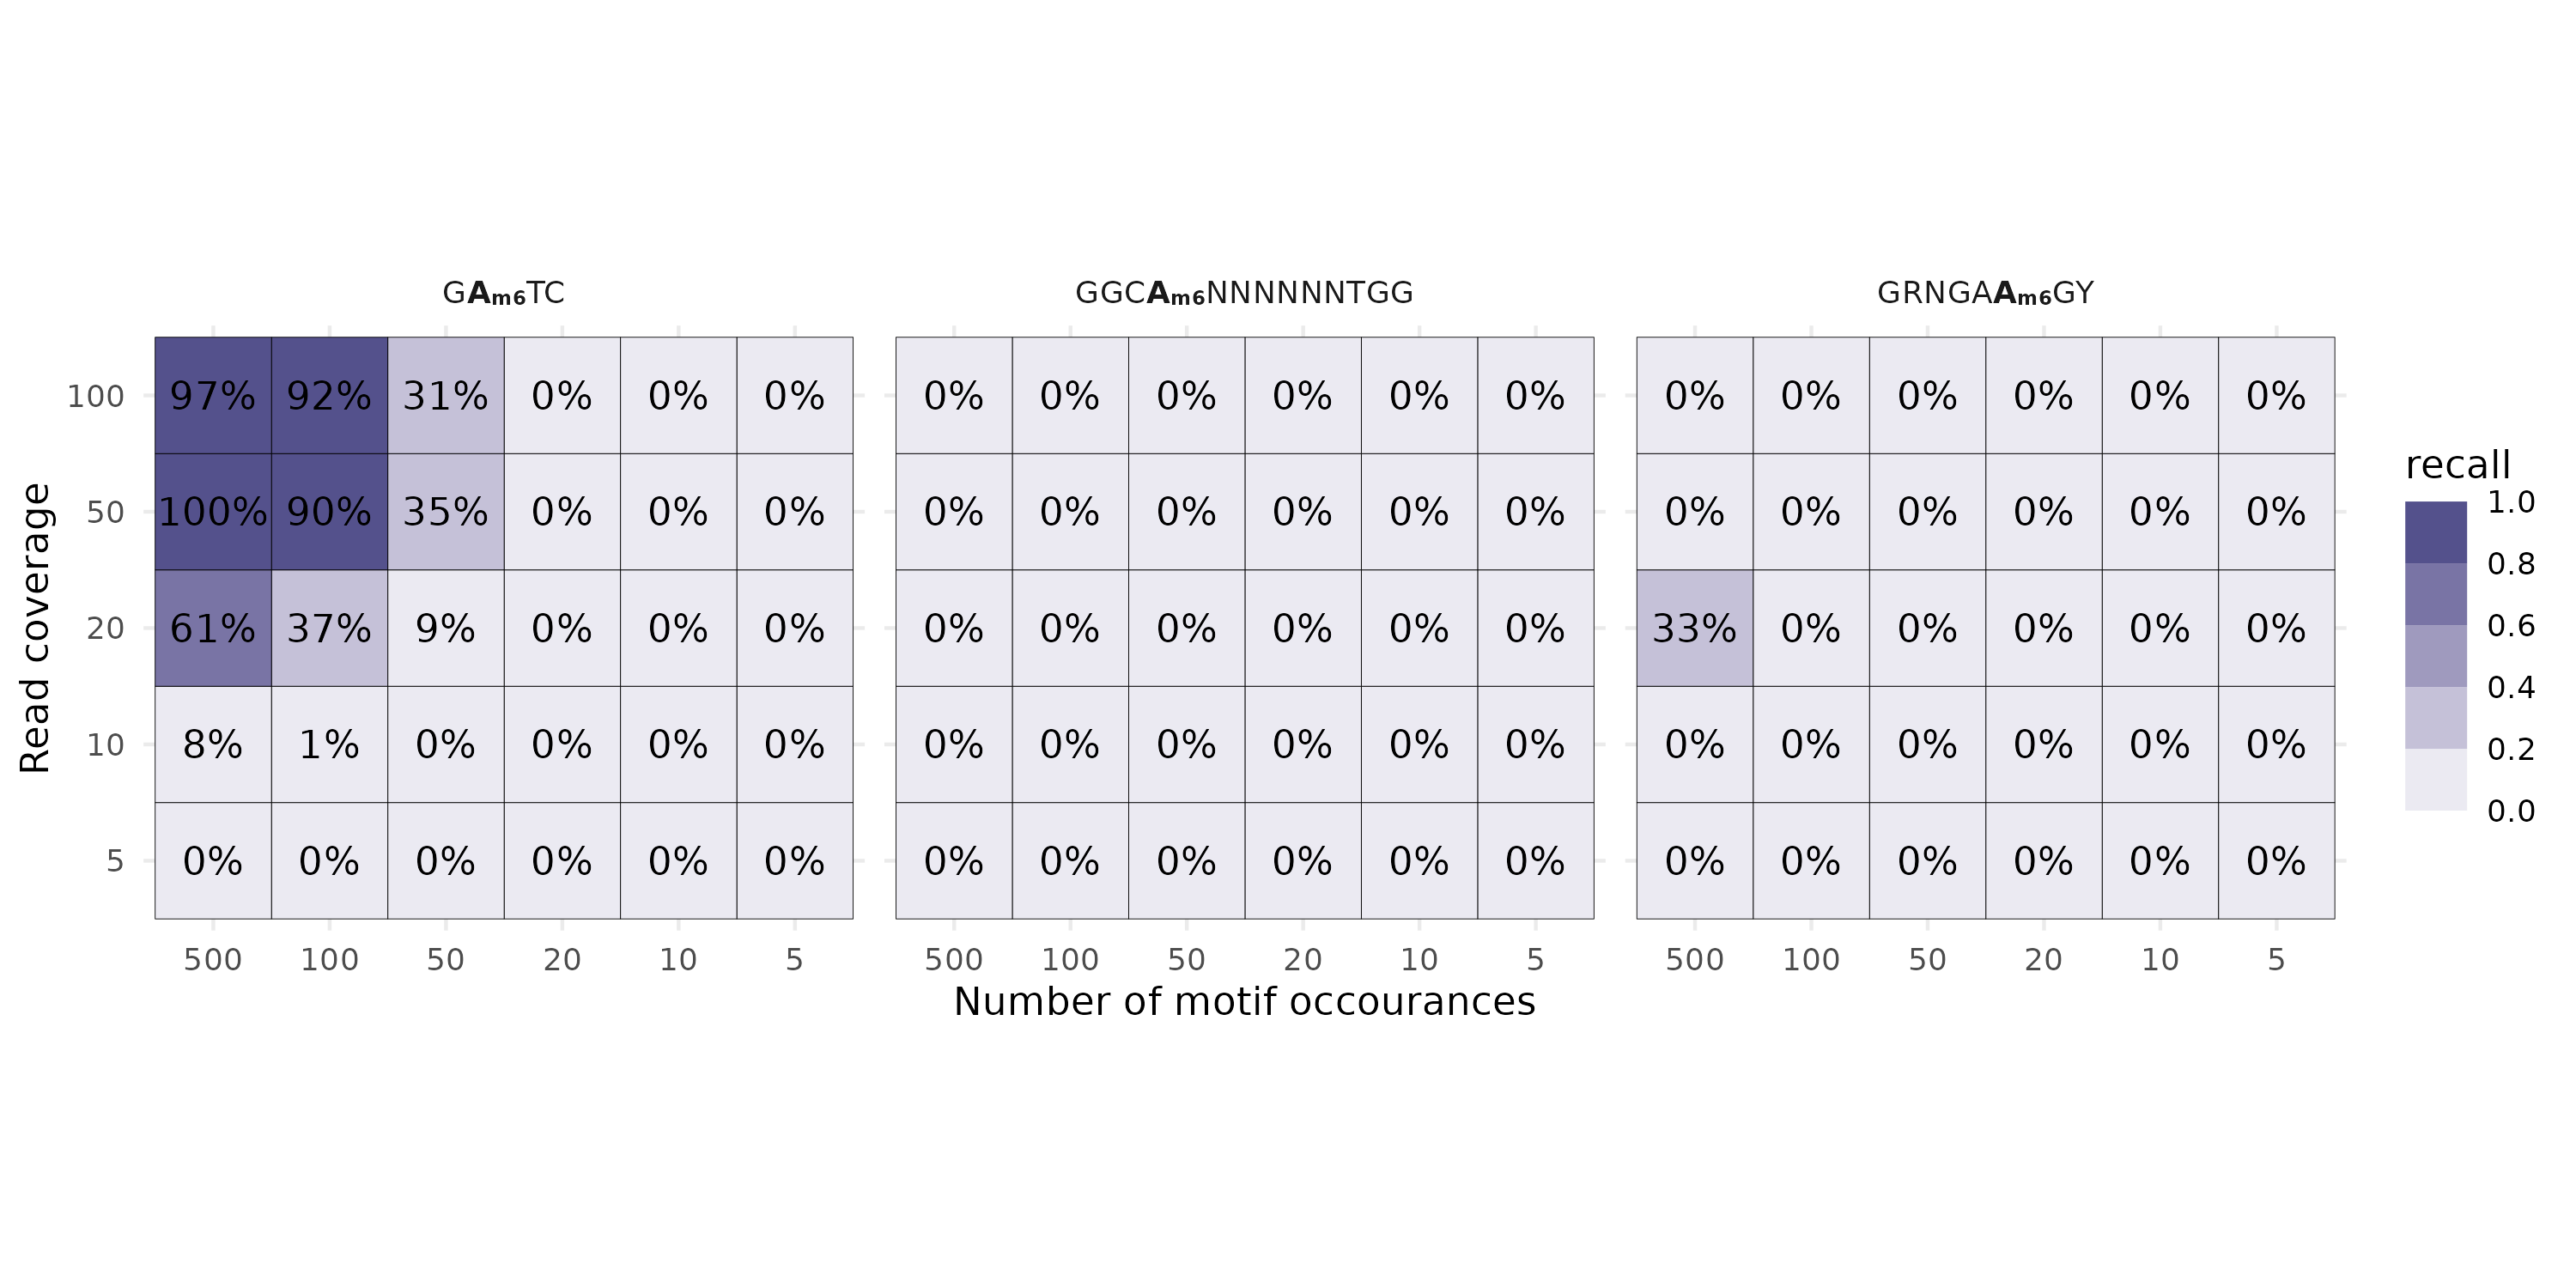 GAm6TC GGCAm6NNNNNNTGG GRNGAAm6GY
100 97% 92% 31% 0% 0% 0% 0% 0% 0% 0% 0% 0% 0% 0% 0% 0% 0% 0%
50 100% 90% 35% 0% 0% 0% 0% 0% 0% 0% 0% 0% 0% 0% 0% 0% 0% 0%
20 61% 37% 9% 0% 0% 0% 0% 0% 0% 0% 0% 0% 33% 0% 0% 0% 0% 0%
10 8% 1% 0% 0% 0% 0% 0% 0% 0% 0% 0% 0% 0% 0% 0% 0% 0% 0%
5 0% 0% 0% 0% 0% 0% 0% 0% 0% 0% 0% 0% 0% 0% 0% 0% 0% 0%
500 100 50 20 10 5 500 100 50 20 10 5 500 100 50 20 10 5
Number of motif occourances
Read coverage
recall
1.0
0.8
0.6
0.4
0.2
0.0